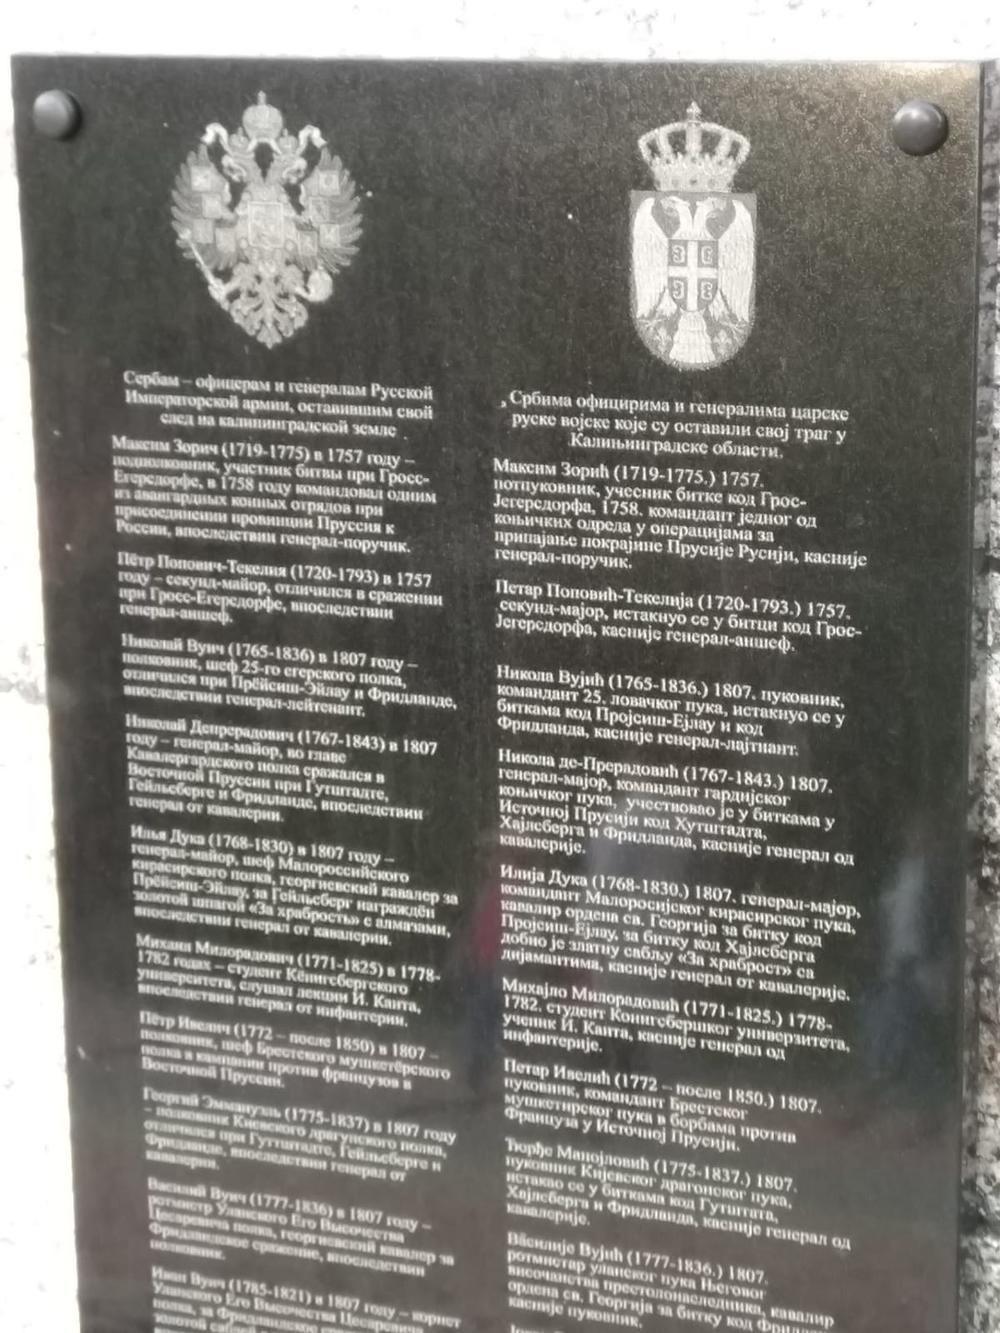 Сербам – офицерам и генералам Русской
Императорской армии, оставившим свой
след на калининградской земле
Максим Зорич (1719-1775) в 1757 году –
подполковник, участник битвы при Гросс-
Егерсдорфе, в 1758 году командовал одним
из авангардных конных отрядов при
присоединении провинции Пруссия к
России, впоследствии генерал-поручик.
Пётр Попович-Текелия (1720-1793) в 1757
году – секунд-майор, отличился в сражении
при Гросс-Егерсдорфе, впоследствии
генерал-аншеф.
Николай Вуич (1765-1836) в 1807 году –
полковник, шеф 25-го егерского полка,
отличился при Прёйсиш-Эйлау и Фридланде,
впоследствии генерал-лейтенант.
Николай Депрерадович (1767-1843) в 1807
году – генерал-майор, во главе
Кавалергардского полка сражался в
Восточной Пруссии при Гутштадте,
Гейльсберге и Фридланде, впоследствии
генерал от кавалерии.
Илья Дука (1768-1830) в 1807 году –
генерал-майор, шеф Малороссийского
кирасирского полка, георгиевский кавалер за
Прёйсиш-Эйлау, за Гейльсберг награждён
золотой шпагой «За храбрость» с алмазами,
впоследствии генерал от кавалерии.
Михаил Милорадович (1771-1825) в 1778-
1782 годах – студент Кёнигсбергского
университета, слушал лекции И. Канта,
впоследствии генерал от инфантерии.
Пётр Ивелич (1772 – после 1850) в 1807 –
полковник, шеф Брестского мушкетёрского
полка в кампании против французов в
Восточной Пруссии.
Георгий Эммануэль (1775-1837) в 1807 году
– полковник Киевского драгунского полка,
отличился при Гуттштадте, Гейльсберге и
Фридланде, впоследствии генерал от
кавалерии.
Василий Вуич (1777-1836) в 1807 году –
ротмистр Уланского Его Высочества
Цесаревича полка, георгиевский кавалер за
Фридландское сражение, впоследствии
полковник.
Иван Вуич (1785-1821) в 1807 году – корнет
Уланского Его Высочества Цесаревича
полка, за Фридландское
золотой саблей
„Србима официрима и генералима царске
руске војске које су оставили свој траг у
Калињинградске области.
Максим Зорић (1719-1775.) 1757.
потпуковник, учесник битке код Грос-
Јегерсдорфа, 1758. командант једног од
коњичких одреда у операцијама за
припајање покрајине Прусије Русији, касније
генерал-поручик.
Петар Поповић-Текелија (1720-1793.) 1757.
секунд-мајор, истакнуо се у битци код Грос-
Јегерсдорфа, касније генерал-аншеф.
Никола Вујић (1765-1836.) 1807. пуковник,
командант 25. ловачког пука, истакнуо се у
биткама код Пројсиш-Ејлау и код
Фридланда, касније генерал-лајтнант.
Никола де-Прерадовић (1767-1843.) 1807.
генерал-мајор, командант гардијског
коњичког пука, учествовао је у биткама у
Источној Прусији код Хутштадта,
Хајлсберга и Фридланда, касније генерал од
кавалерије.
Илија Дука (1768-1830.) 1807. генерал-мајор,
командант Малоросијског кирасирског пука,
кавалир ордена св. Георгија за битку код
Пројсиш-Ејлау, за битку код Хајлсберга
добио је златну сабљу «За храброст» са
дијамантима, касније генерал од кавалерије.
Михајло Милорадовић (1771-1825.) 1778-
1782. студент Конингсбершког универзитета,
ученик И. Канта, касније генерал од
инфантерије.
Петар Ивелић (1772 – после 1850.) 1807.
пуковник, командант Брестског
мушкетирског пука в борбама против
Француза у Источној Прусији.
Ђорђе Манојловић (1775-1837.) 1807.
пуковник Кијевског драгонског пука,
истакао се у биткама код Гутштата,
Хајлсберга и Фридланда, касније генерал од
кавалерије.
Василије Вујић (1777-1836.) 1807.
ротмистар уланског пука Његовог
височанства престолонаследника, кавалир
ордена св. Георгија за битку код
касније пуковник.